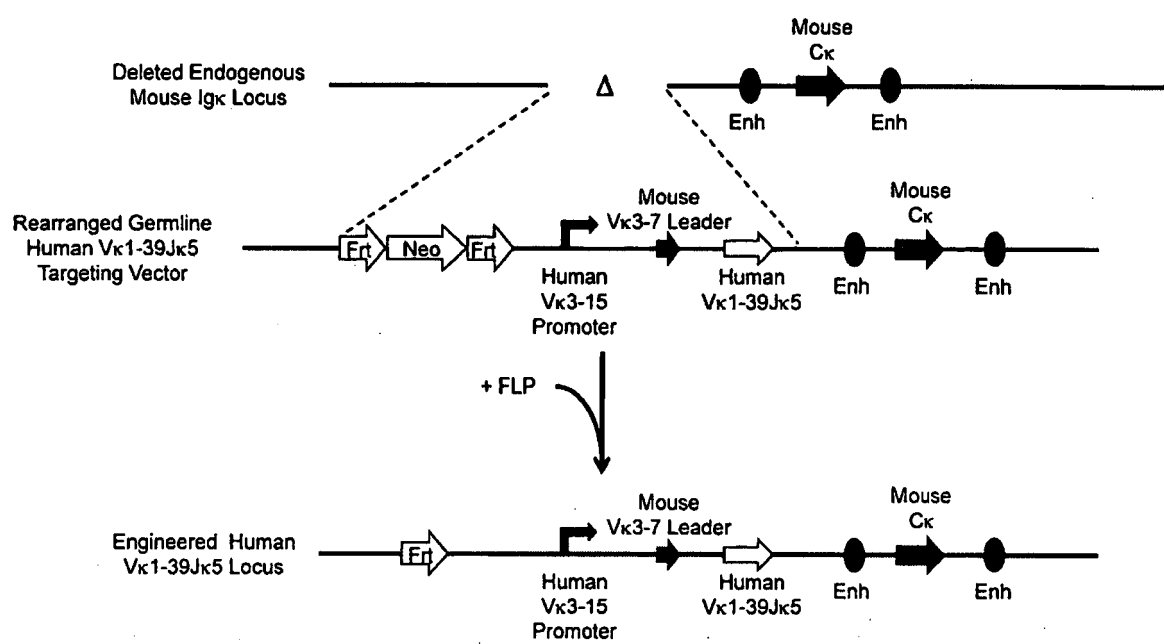 Mouse
Cκ
Deleted Endogenous
Mouse Igκ Locus
Δ
Enh
Enh
Rearranged Germline
Human Vκ1-39Jκ5
Targeting Vector
Mouse
Vκ3-7 Leader
Mouse
Cκ
Frt
Neo
Frt
Human
Vκ3-15
Promoter
Human
Vκ1-39Jκ5
Enh
Enh
+ FLP
Engineered Human
Vκ1-39Jκ5 Locus
Mouse
Vκ3-7 Leader
Mouse
Cκ
Frt
Human
Vκ3-15
Promoter
Human
Vκ1-39Jκ5
Enh
Enh